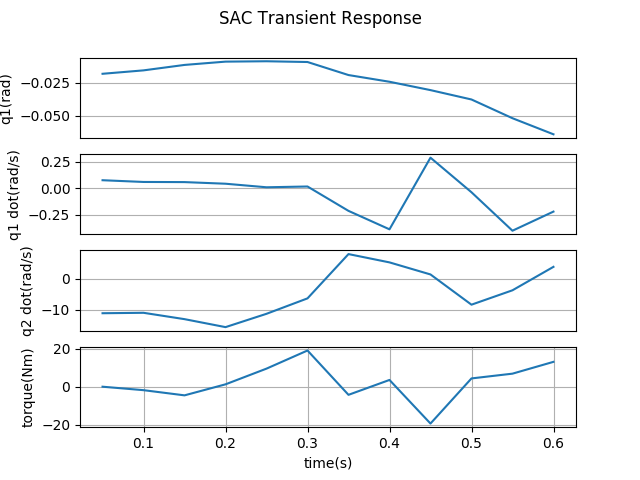 SAC Transient Response
q1(rad)
−0.025
−0.050
q1 dot(rad/s)
0.25
0.00
−0.25
q2 dot(rad/s)
0
−10
torque(Nm)
20
0
−20
0.1 0.2 0.3 0.4 0.5 0.6
time(s)